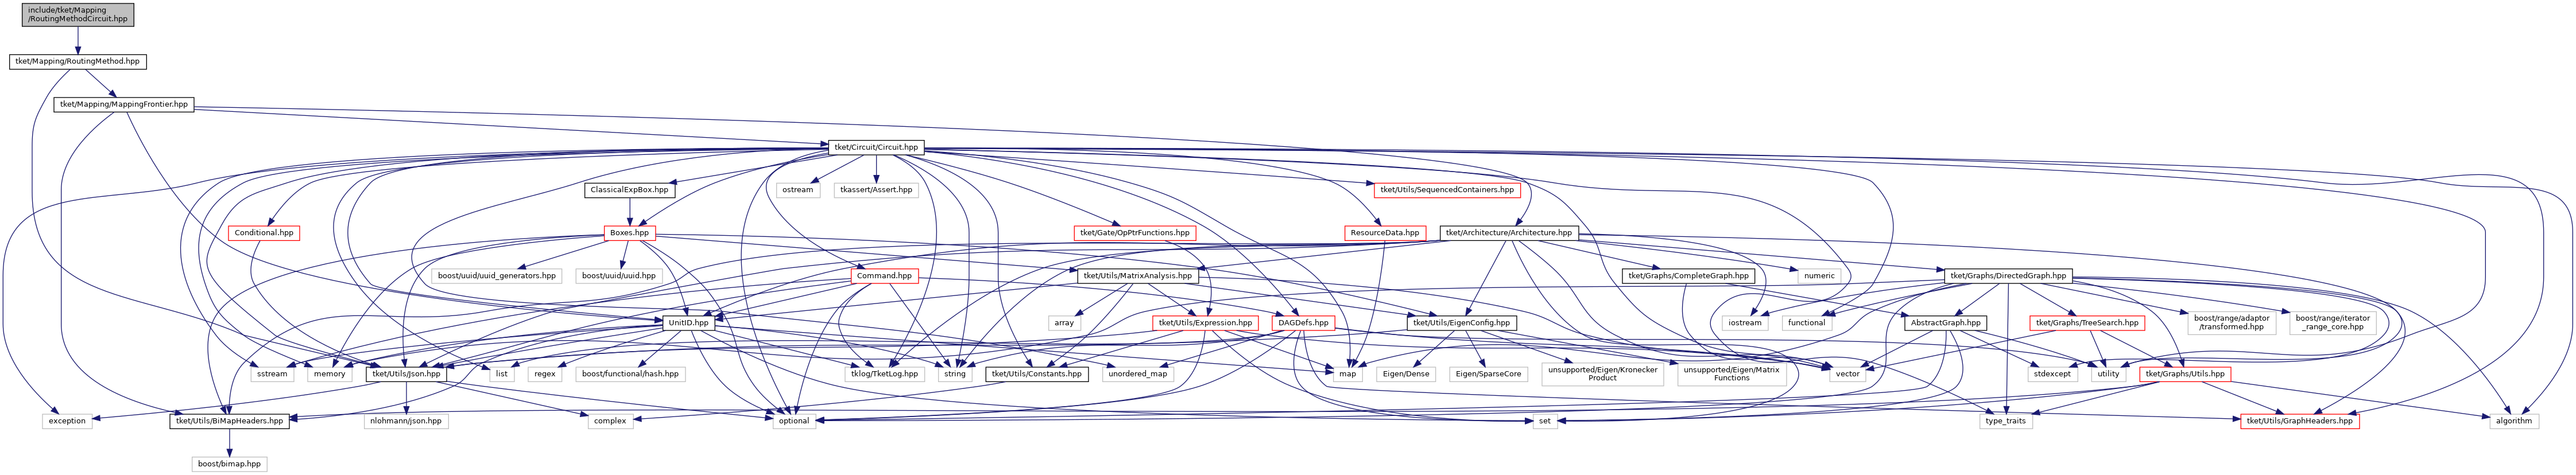 include/tket/Mapping
/RoutingMethodCircuit.hpp
tket/Mapping/RoutingMethod.hpp
tket/Mapping/MappingFrontier.hpp
tket/Circuit/Circuit.hpp
ClassicalExpBox.hpp
ostream
tkassert/Assert.hpp
tket/Utils/SequencedContainers.hpp
Conditional.hpp
Boxes.hpp
tket/Gate/OpPtrFunctions.hpp
ResourceData.hpp
tket/Architecture/Architecture.hpp
boost/uuid/uuid_generators.hpp
boost/uuid/uuid.hpp
Command.hpp
tket/Utils/MatrixAnalysis.hpp
tket/Graphs/CompleteGraph.hpp
numeric
tket/Graphs/DirectedGraph.hpp
UnitID.hpp
array
tket/Utils/Expression.hpp
DAGDefs.hpp
tket/Utils/EigenConfig.hpp
iostream
functional
AbstractGraph.hpp
tket/Graphs/TreeSearch.hpp
boost/range/adaptor
/transformed.hpp
boost/range/iterator
_range_core.hpp
sstream
memory
tket/Utils/Json.hpp
list
regex
boost/functional/hash.hpp
tklog/TketLog.hpp
string
tket/Utils/Constants.hpp
unordered_map
map
Eigen/Dense
Eigen/SparseCore
unsupported/Eigen/Kronecker
Product
unsupported/Eigen/Matrix
Functions
vector
stdexcept
utility
tket/Graphs/Utils.hpp
exception
tket/Utils/BiMapHeaders.hpp
nlohmann/json.hpp
complex
optional
set
type_traits
tket/Utils/GraphHeaders.hpp
algorithm
boost/bimap.hpp